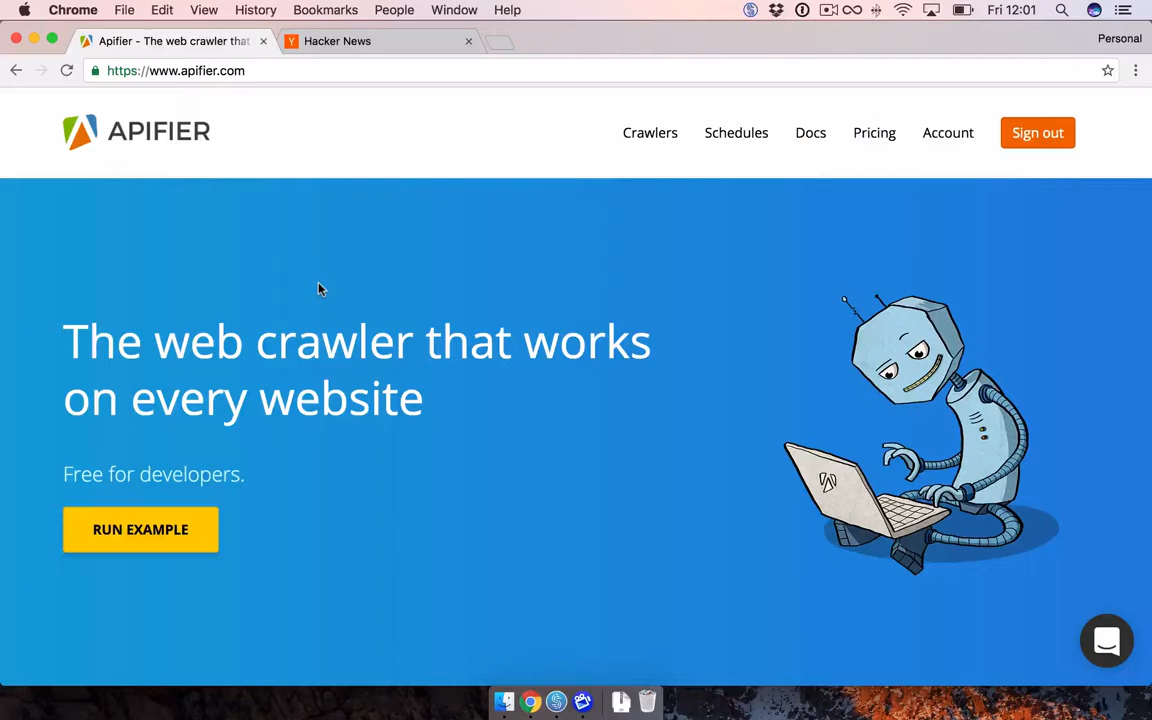 Chrome File Edit View History Bookmarks People Window Help Fri 12:01
Apifier - The web crawler that Hacker News Personal
https://www.apifier.com
APIFIER Crawlers Schedules Docs Pricing Account Sign out
The web crawler that works
on every website
Free for developers.
RUN EXAMPLE